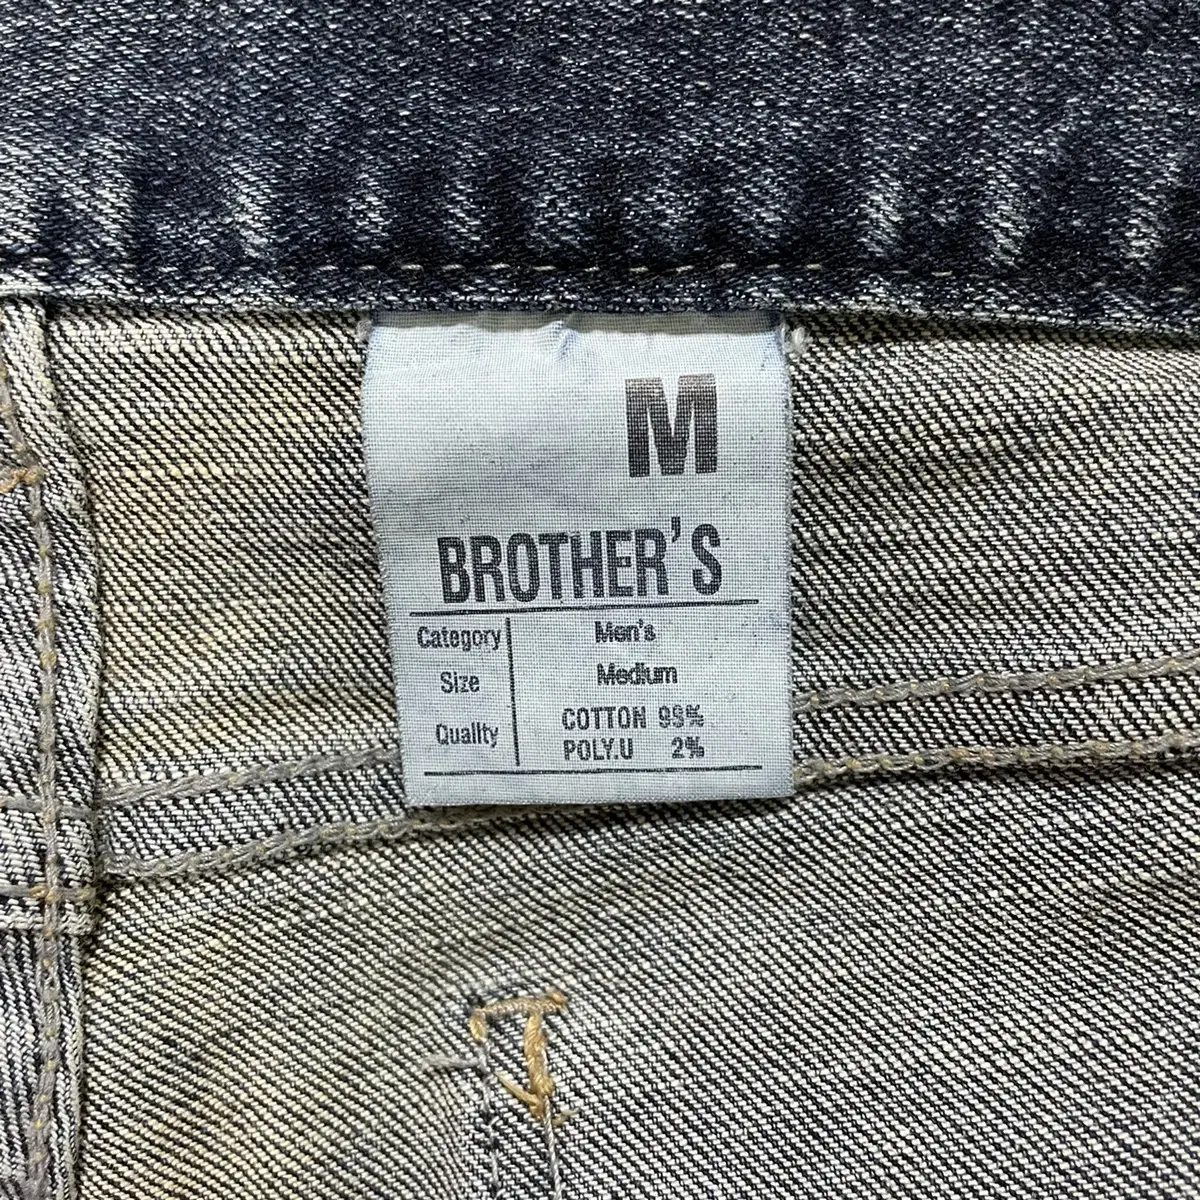 M
BROTHER'S
Category Men's
Size Medium
Quality COTTON 98%
POLY.U 2%